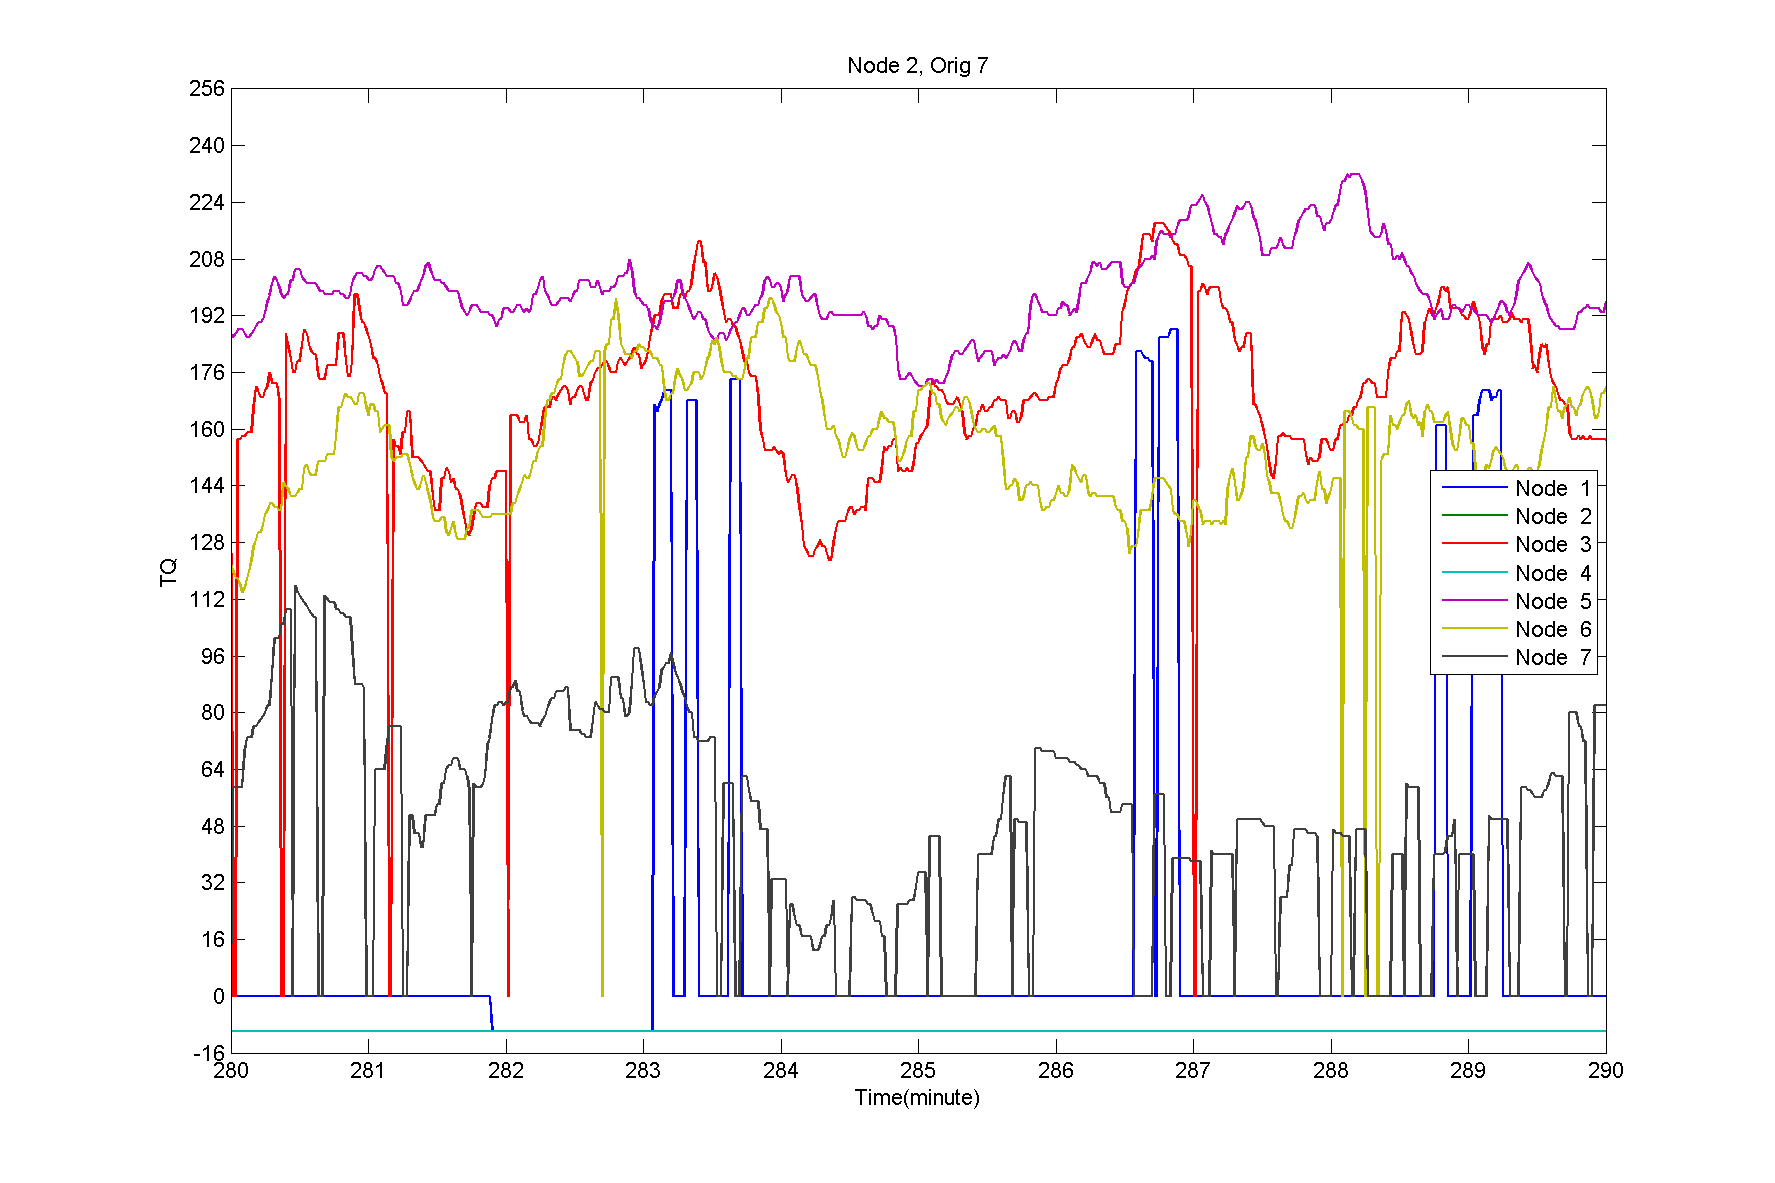 Node 2, Orig 7
256
240
224
208
192
176
160
144
128
112
96
80
64
48
32
16
0
-16
TQ
280 281 282 283 284 285 286 287 288 289 290
Time(minute)
Node 1
Node 2
Node 3
Node 4
Node 5
Node 6
Node 7